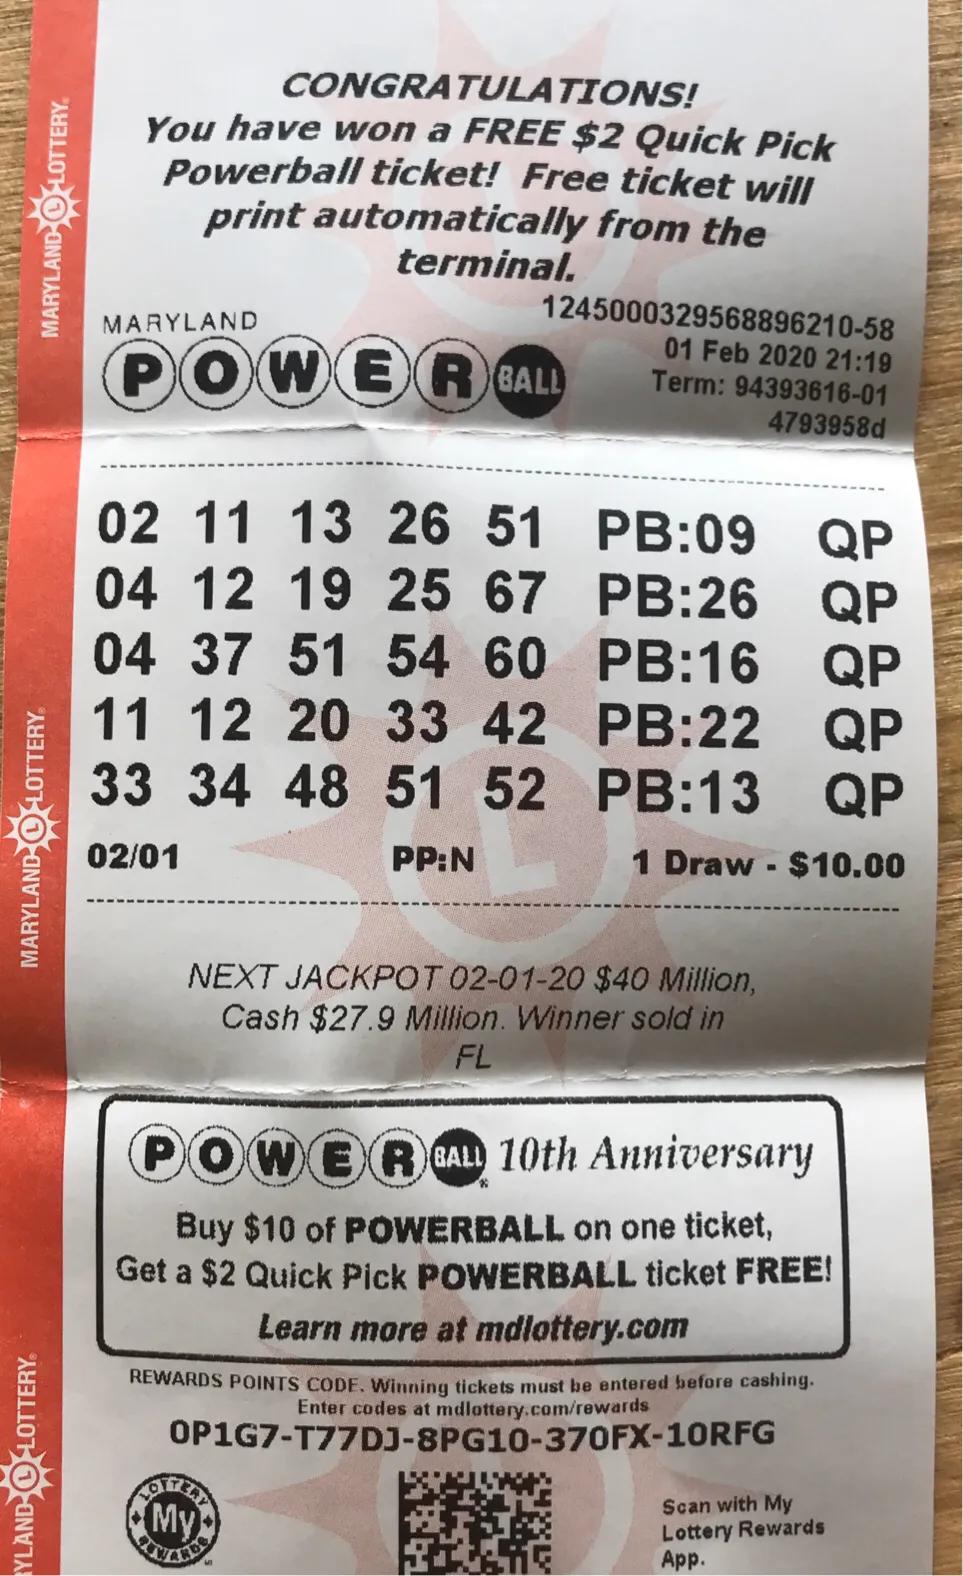 CONGRATULATIONS!
You have won a FREE $2 Quick Pick
Powerball ticket! Free ticket will
print automatically from the
terminal.
1245000329568896210-58
MARYLAND
01 Feb 2020 21:19
POWER BALL
Term: 94393616-01
4793958d
02 11 13 26 51 PB:09 QP
04 12 19 25 67 PB:26 QP
04 37 51 54 60 PB:16 QP
11 12 20 33 42 PB:22 QP
33 34 48 51 52 PB:13 QP
02/01 PP:N 1 Draw - $10.00
NEXT JACKPOT 02-01-20 $40 Million,
Cash $27.9 Million. Winner sold in
FL
POWER BALL® 10th Anniversary
Buy $10 of POWERBALL on one ticket,
Get a $2 Quick Pick POWERBALL ticket FREE!
Learn more at mdlottery.com
REWARDS POINTS CODE. Winning tickets must be entered before cashing.
Enter codes at mdlottery.com/rewards
0P1G7-T77DJ-8PG10-370FX-10RFG
LOTTERY
My
REWARDS
Scan with My
Lottery Rewards
App.
MARYLAND LOTTERY®
MARYLAND LOTTERY®
YLAND LOTTERY®